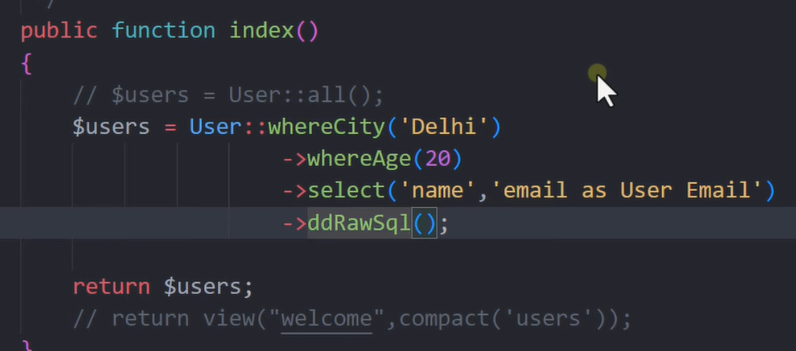 */
public function index()
{
// $users = User::all();
$users = User::whereCity('Delhi')
->whereAge(20)
->select('name','email as User Email')
->ddRawSql();
return $users;
// return view("welcome",compact('users'));
}